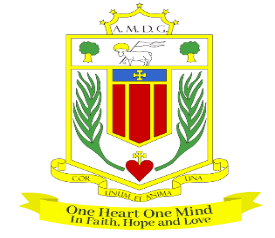 A. M. D. G.
COR UNA
UNUM ET ANIMA
One Heart One Mind
In Faith, Hope and Love